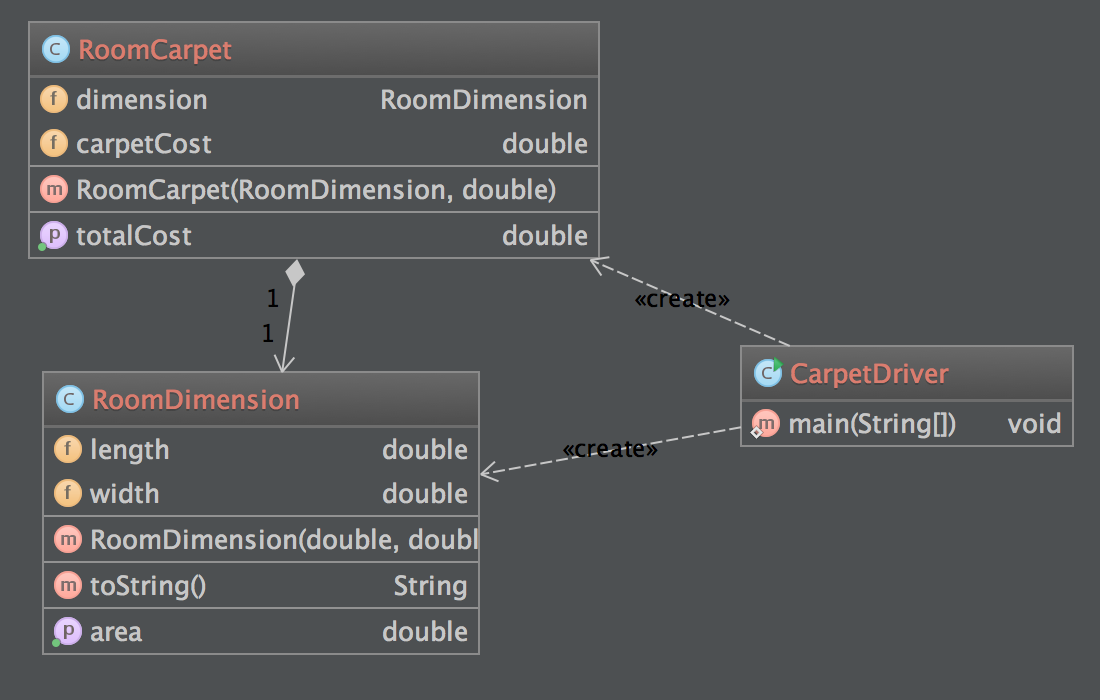 RoomCarpet
dimension RoomDimension
carpetCost double
RoomCarpet(RoomDimension, double)
totalCost double
1
«create»
1
CarpetDriver
main(String[]) void
RoomDimension
length double
«create»
width double
RoomDimension(double, doubl
toString() String
area double